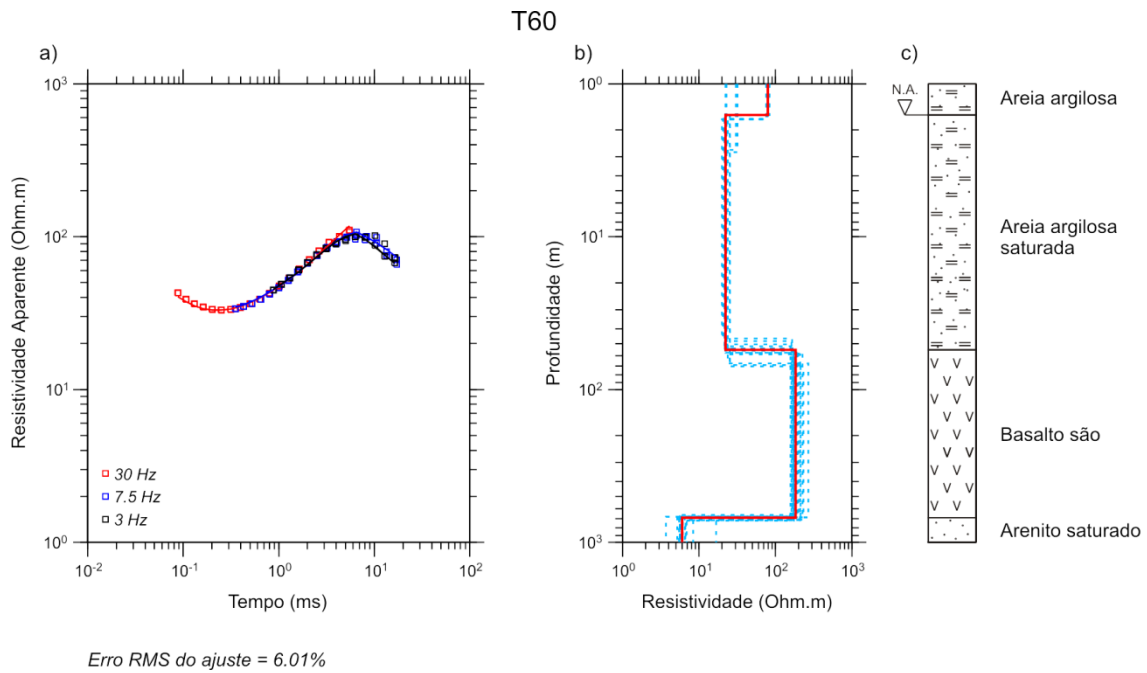 T60
a)
b)
c)
10³
10²
10¹
10⁰
Resistividade Aparente (Ohm.m)
30 Hz
7.5 Hz
3 Hz
10⁻²
10⁻¹
10⁰
10¹
10²
Tempo (ms)
Erro RMS do ajuste = 6.01%
10⁰
10¹
10²
10³
Profundidade (m)
10⁰
10¹
10²
10³
Resistividade (Ohm.m)
N.A.
Areia argilosa
Areia argilosa
saturada
Basalto são
Arenito saturado